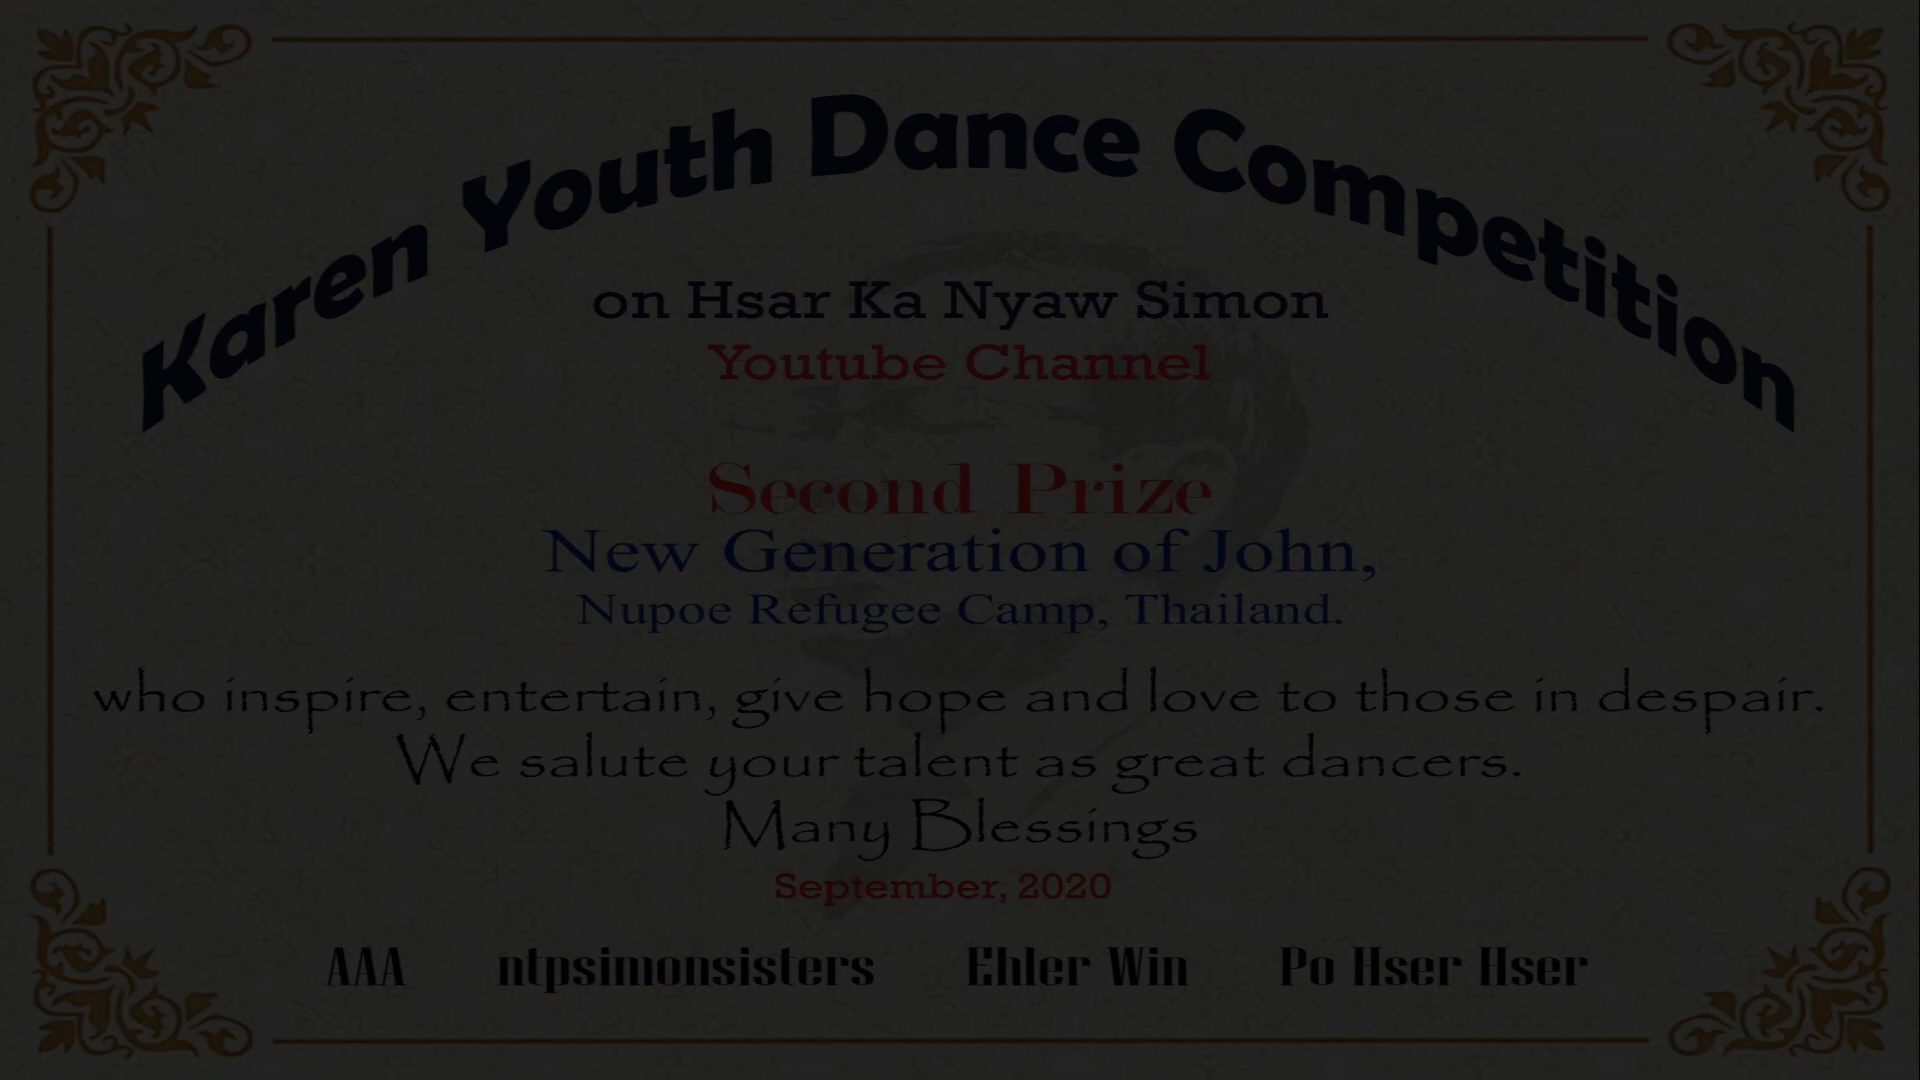 Karen Youth Dance Competition
on Hsar Ka Nyaw Simon
Youtube Channel
Second Prize
New Generation of John,
Nupoe Refugee Camp, Thailand.
who inspire, entertain, give hope and love to those in despair.
We salute your talent as great dancers.
Many Blessings
September, 2020
AAA ntpsimonsisters Ehler Win Po Hser Hser